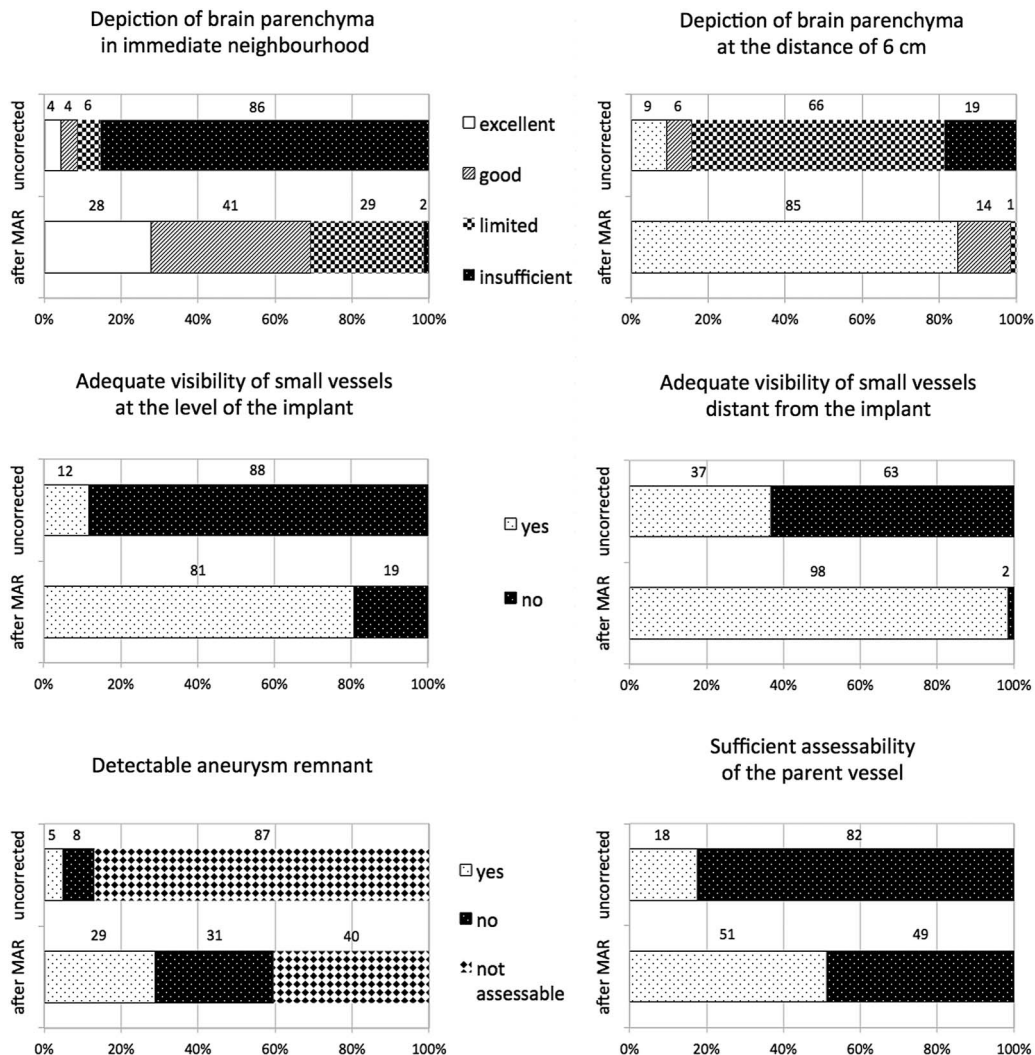 Depiction of brain parenchyma
in immediate neighbourhood
4 4 6 86
uncorrected
28 41 29 2
after MAR
0% 20% 40% 60% 80% 100%
excellent
good
limited
insufficient
Depiction of brain parenchyma
at the distance of 6 cm
9 6 66 19
uncorrected
85 14 1
after MAR
0% 20% 40% 60% 80% 100%
Adequate visibility of small vessels
at the level of the implant
12 88
uncorrected
81 19
after MAR
0% 20% 40% 60% 80% 100%
yes
no
Adequate visibility of small vessels
distant from the implant
37 63
uncorrected
98 2
after MAR
0% 20% 40% 60% 80% 100%
Detectable aneurysm remnant
5 8 87
uncorrected
29 31 40
after MAR
0% 20% 40% 60% 80% 100%
yes
no
not
assessable
Sufficient assessability
of the parent vessel
18 82
uncorrected
51 49
after MAR
0% 20% 40% 60% 80% 100%